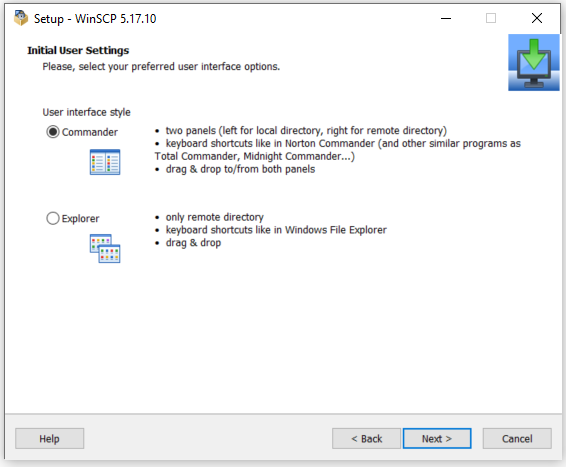 Setup - WinSCP 5.17.10
Initial User Settings
Please, select your preferred user interface options.
User interface style
Commander
• two panels (left for local directory, right for remote directory)
• keyboard shortcuts like in Norton Commander (and other similar programs as
Total Commander, Midnight Commander...)
• drag & drop to/from both panels
Explorer
• only remote directory
• keyboard shortcuts like in Windows File Explorer
• drag & drop
Help
< Back
Next >
Cancel